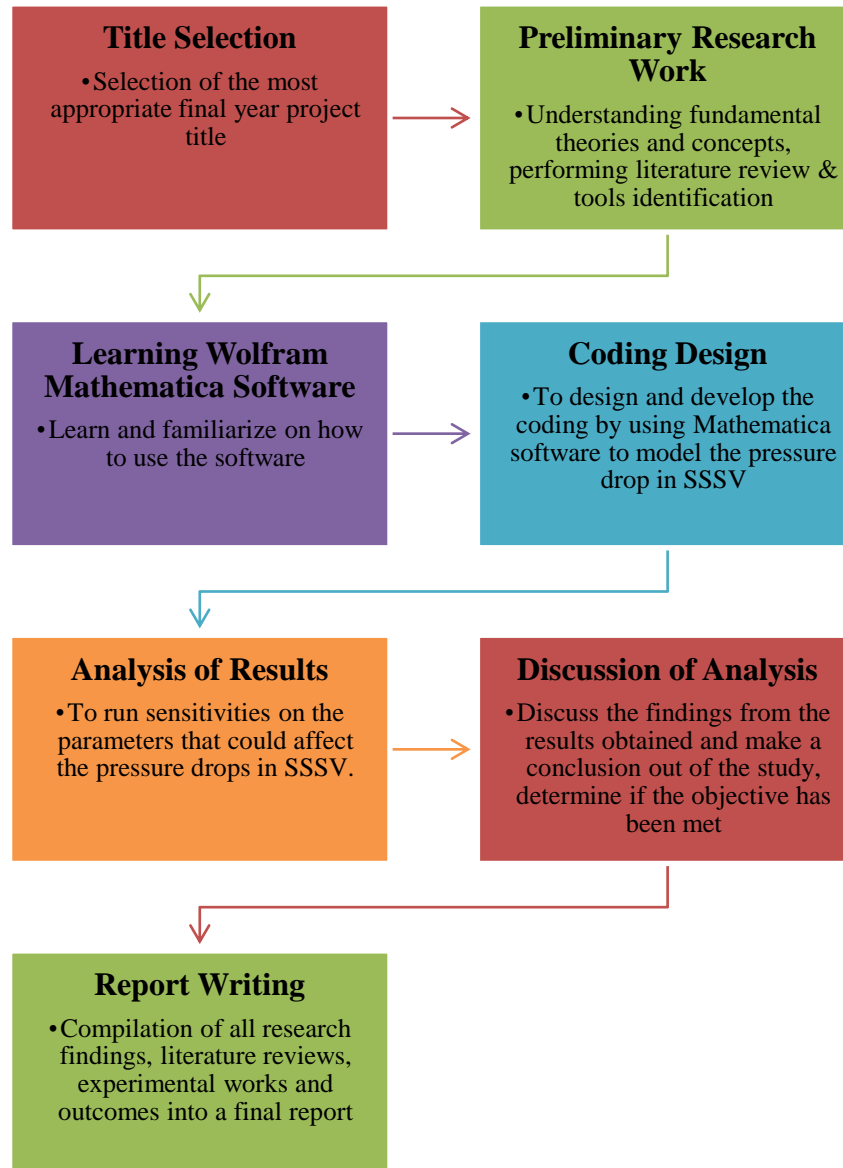 Title Selection
•Selection of the most
appropriate final year project
title
Preliminary Research
Work
•Understanding fundamental
theories and concepts,
performing literature review &
tools identification
Learning Wolfram
Mathematica Software
•Learn and familiarize on how
to use the software
Coding Design
•To design and develop the
coding by using Mathematica
software to model the pressure
drop in SSSV
Analysis of Results
•To run sensitivities on the
parameters that could affect
the pressure drops in SSSV.
Discussion of Analysis
•Discuss the findings from the
results obtained and make a
conclusion out of the study,
determine if the objective has
been met
Report Writing
•Compilation of all research
findings, literature reviews,
experimental works and
outcomes into a final report